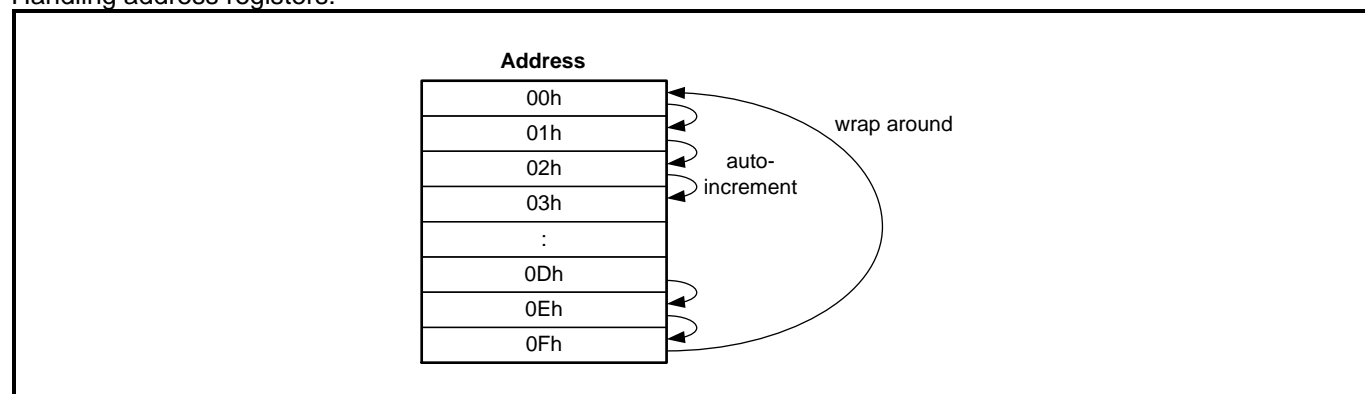 Handling address registers.
Address
00h
01h
02h
03h
:
0Dh
0Eh
0Fh
auto-
increment
wrap around